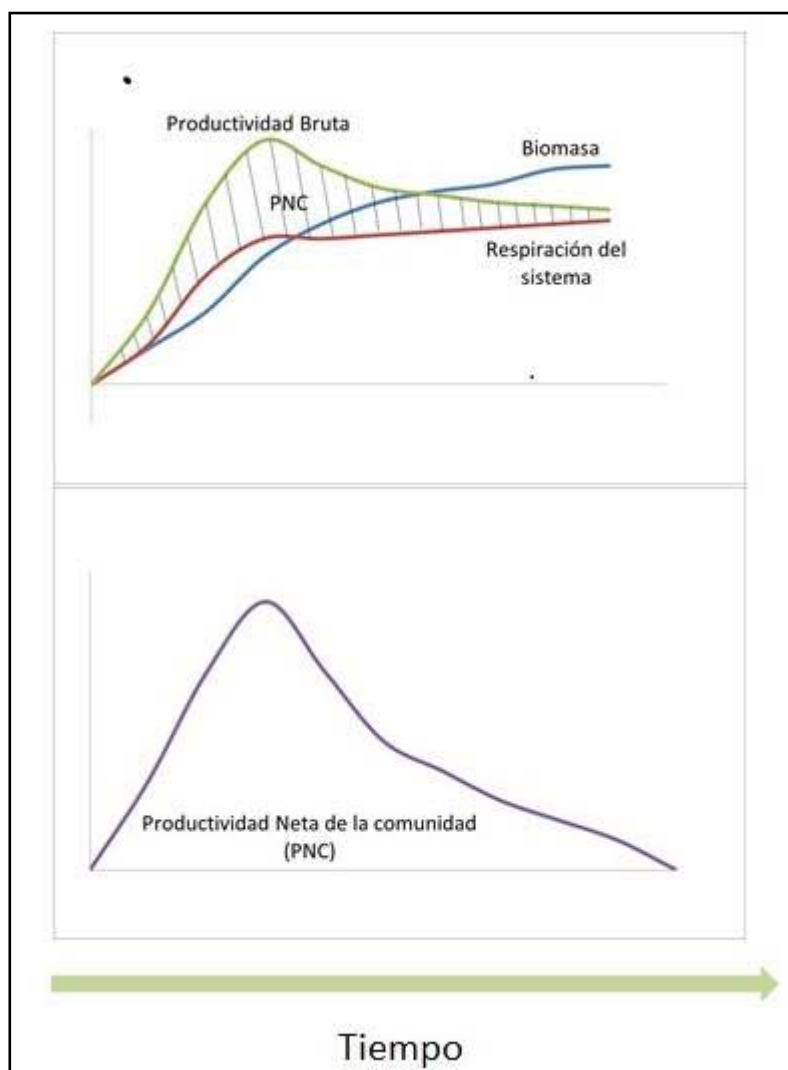 Productividad Bruta
Biomasa
PNC
Respiración del
sistema
Productividad Neta de la comunidad
(PNC)
Tiempo